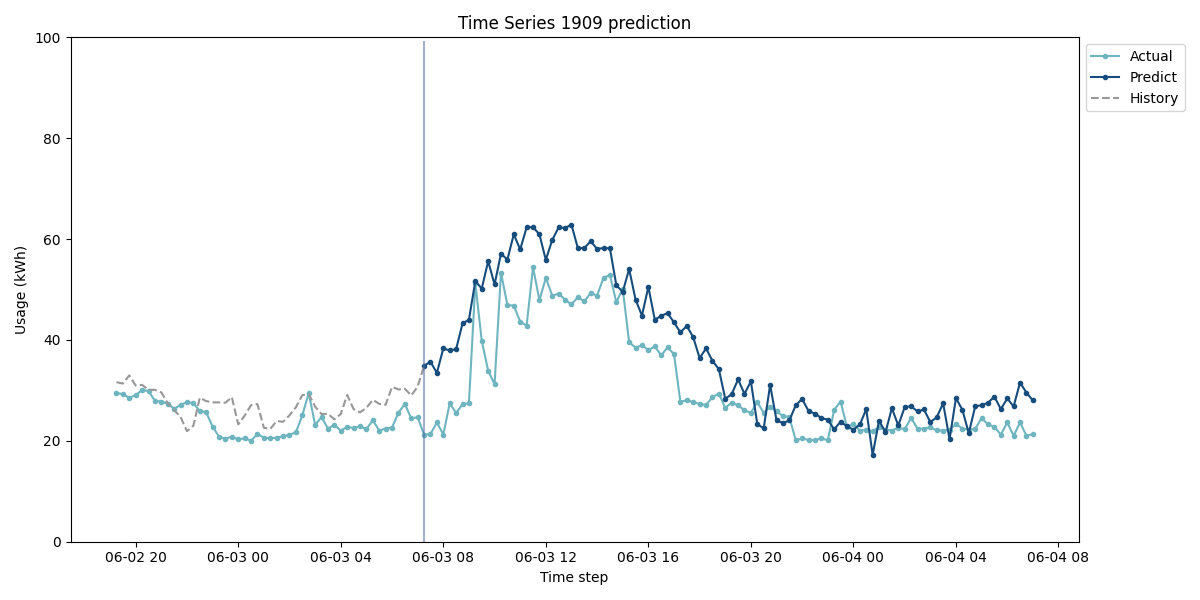 Time Series 1909 prediction
100
80
60
40
20
0
Usage (kWh)
06-02 20
06-03 00
06-03 04
06-03 08
06-03 12
06-03 16
06-03 20
06-04 00
06-04 04
06-04 08
Time step
Actual
Predict
History